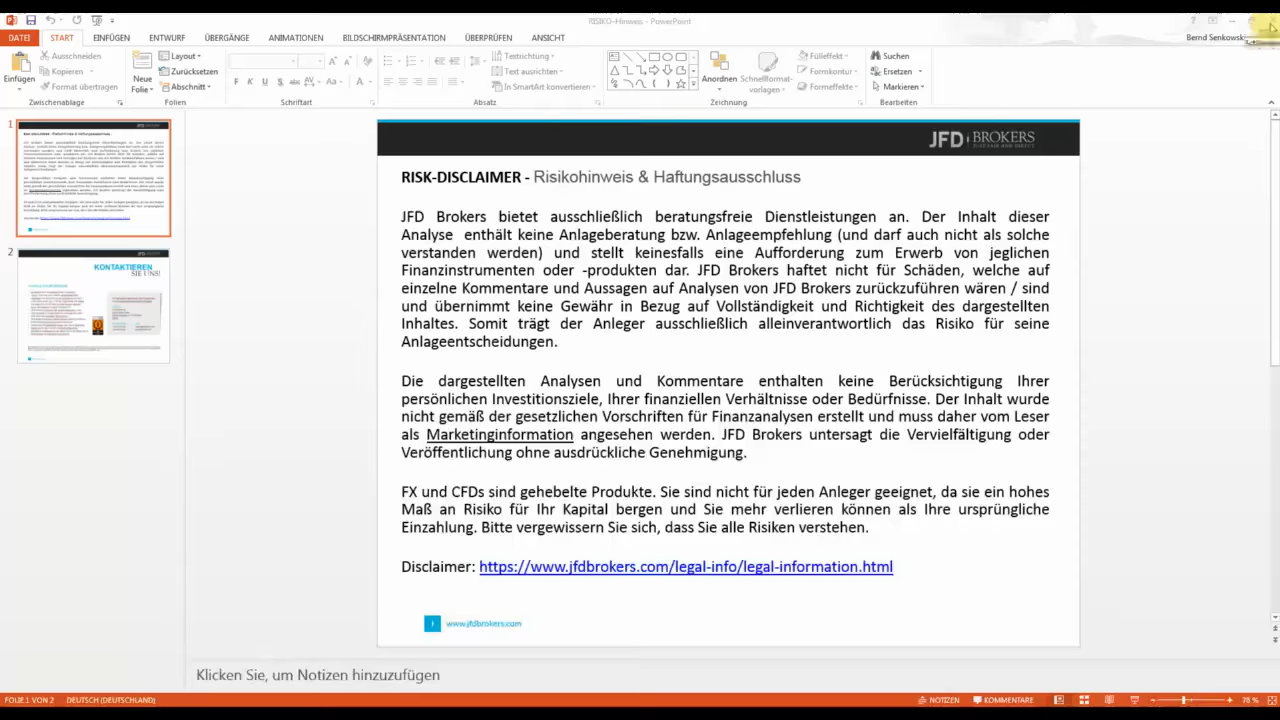 RISIKO-Hinweis - PowerPoint
Bernd Senkowski
DATEI START EINFÜGEN ENTWURF ÜBERGÄNGE ANIMATIONEN BILDSCHIRMPRÄSENTATION ÜBERPRÜFEN ANSICHT
Einfügen
Ausschneiden
Kopieren
Format übertragen
Zwischenablage
Neue
Folie
Layout
Zurücksetzen
Abschnitt
Folien
F K U S abc AV Aa A
Schriftart
Textrichtung
Text ausrichten
In SmartArt konvertieren
Absatz
Anordnen
Schnellformat-
vorlagen
Fülleffekt
Formkontur
Formeffekte
Zeichnung
Suchen
Ersetzen
Markieren
Bearbeiten
1
2
KONTAKTIEREN
SIE UNS!
JFD BROKERS
RISK-DISCLAIMER - Risikohinweis & Haftungsausschluss
JFD Brokers bietet ausschließlich beratungsfreie Dienstleistungen an. Der Inhalt dieser
Analyse enthält keine Anlageberatung bzw. Anlageempfehlung (und darf auch nicht als solche
verstanden werden) und stellt keinesfalls eine Aufforderung zum Erwerb von jeglichen
Finanzinstrumenten oder -produkten dar. JFD Brokers haftet nicht für Schäden, welche auf
einzelne Kommentare und Aussagen auf Analysen von JFD Brokers zurückzuführen wären / sind
und übernimmt keine Gewähr in Bezug auf Vollständigkeit und Richtigkeit des dargestellten
Inhaltes. Somit trägt der Anleger ausschließlich alleinverantwortlich das Risiko für seine
Anlageentscheidungen.
Die dargestellten Analysen und Kommentare enthalten keine Berücksichtigung Ihrer
persönlichen Investitionsziele, Ihrer finanziellen Verhältnisse oder Bedürfnisse. Der Inhalt wurde
nicht gemäß der gesetzlichen Vorschriften für Finanzanalysen erstellt und muss daher vom Leser
als Marketinginformation angesehen werden. JFD Brokers untersagt die Vervielfältigung oder
Veröffentlichung ohne ausdrückliche Genehmigung.
FX und CFDs sind gehebelte Produkte. Sie sind nicht für jeden Anleger geeignet, da sie ein hohes
Maß an Risiko für Ihr Kapital bergen und Sie mehr verlieren können als Ihre ursprüngliche
Einzahlung. Bitte vergewissern Sie sich, dass Sie alle Risiken verstehen.
Disclaimer: https://www.jfdbrokers.com/legal-info/legal-information.html
www.jfdbrokers.com
Klicken Sie, um Notizen hinzuzufügen
FOLIE 1 VON 2 DEUTSCH (DEUTSCHLAND) NOTIZEN KOMMENTARE 78 %